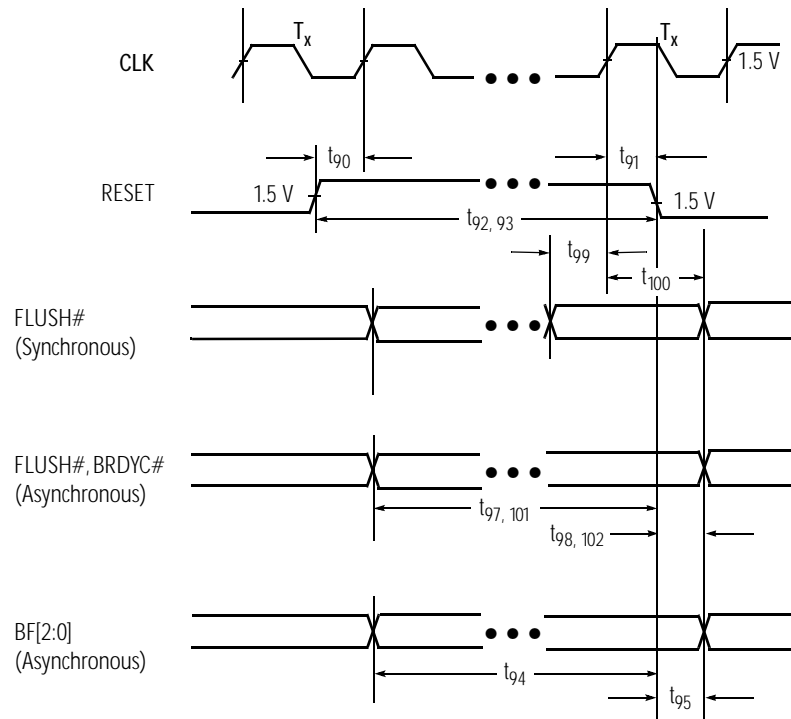 Tx Tx
CLK
1.5 V
t90 t91
RESET
1.5 V 1.5 V
t92, 93
t99
t100
FLUSH#
(Synchronous)
FLUSH#, BRDYC#
(Asynchronous)
t97, 101
t98, 102
BF[2:0]
(Asynchronous)
t94
t95